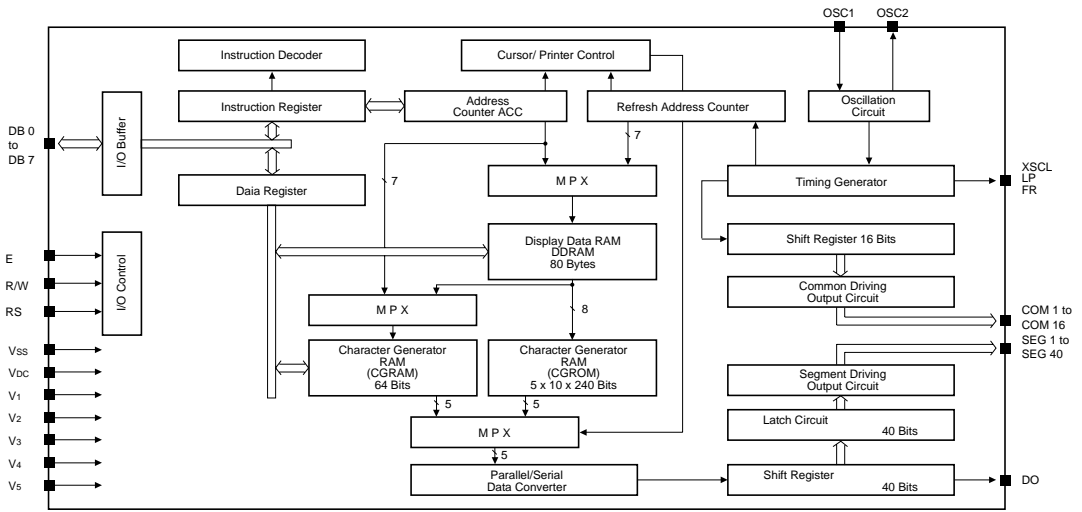 OSC1
OSC2
Instruction Decoder
Cursor/ Printer Control
Instruction Register
Address
Counter ACC
Refresh Address Counter
Oscillation
Circuit
DB 0
to
DB 7
I/O Buffer
7
7
Daia Register
M P X
Timing Generator
XSCL
LP
FR
Display Data RAM
DDRAM
80 Bytes
Shift Register 16 Bits
E
R/W
RS
I/O Control
Common Driving
Output Circuit
M P X
8
COM 1 to
COM 16
SEG 1 to
SEG 40
VSS
VDC
V1
V2
V3
V4
V5
Character Generator
RAM
(CGRAM)
64 Bits
Character Generator
RAM
(CGROM)
5 x 10 x 240 Bits
Segment Driving
Output Circuit
5
5
Latch Circuit
40 Bits
M P X
5
Parallel/Serial
Data Converter
Shift Register
40 Bits
DO